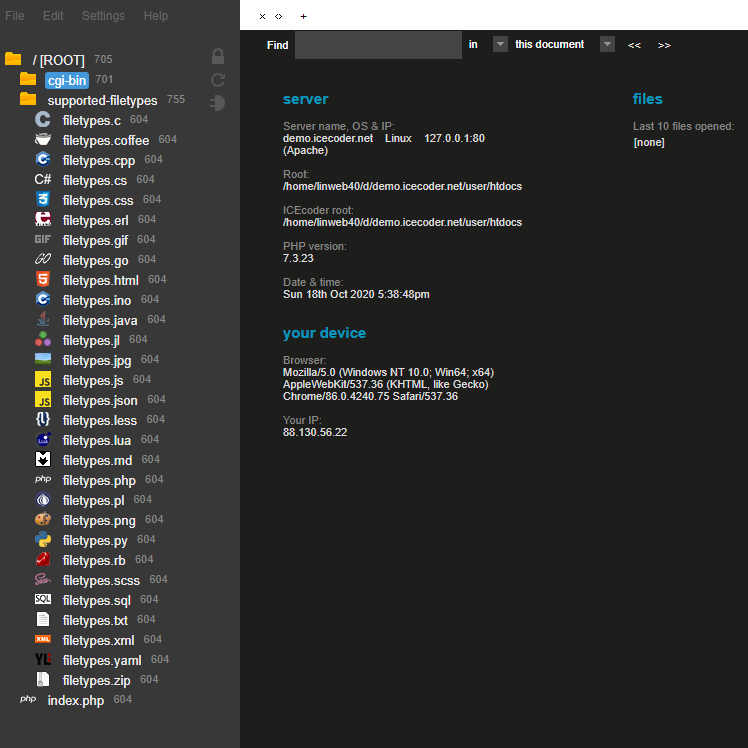 File Edit Settings Help
/ [ROOT] 705
cgi-bin 701
supported-filetypes 755
filetypes.c 604
filetypes.coffee 604
filetypes.cpp 604
C# filetypes.cs 604
filetypes.css 604
filetypes.erl 604
GIF filetypes.gif 604
GO filetypes.go 604
filetypes.html 604
filetypes.ino 604
filetypes.java 604
filetypes.jl 604
filetypes.jpg 604
JS filetypes.js 604
JS filetypes.json 604
{L} filetypes.less 604
filetypes.lua 604
filetypes.md 604
php filetypes.php 604
filetypes.pl 604
filetypes.png 604
filetypes.py 604
filetypes.rb 604
Sass filetypes.scss 604
SQL filetypes.sql 604
filetypes.txt 604
XML filetypes.xml 604
filetypes.yaml 604
filetypes.zip 604
php index.php 604
Find in this document << >>
server
Server name, OS & IP:
demo.icecoder.net Linux 127.0.0.1:80
(Apache)
Root:
/home/linweb40/d/demo.icecoder.net/user/htdocs
ICEcoder root:
/home/linweb40/d/demo.icecoder.net/user/htdocs
PHP version:
7.3.23
Date & time:
Sun 18th Oct 2020 5:38:48pm
your device
Browser:
Mozilla/5.0 (Windows NT 10.0; Win64; x64)
AppleWebKit/537.36 (KHTML, like Gecko)
Chrome/86.0.4240.75 Safari/537.36
Your IP:
88.130.56.22
files
Last 10 files opened:
[none]